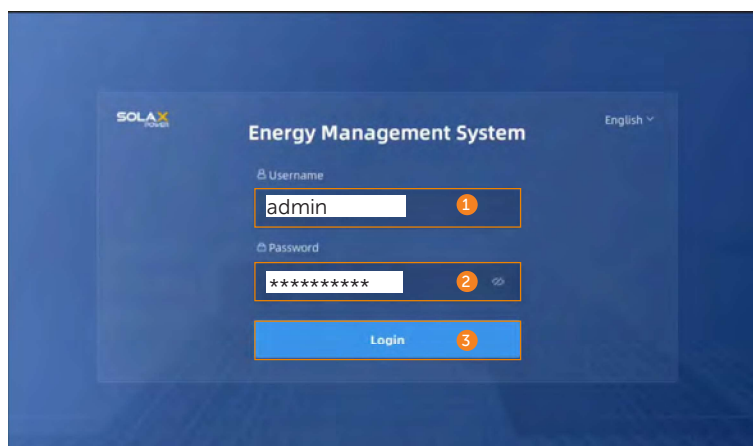 SOLAX
POWER
English
Energy Management System
Username
admin
1
Password
**********
2
Login
3